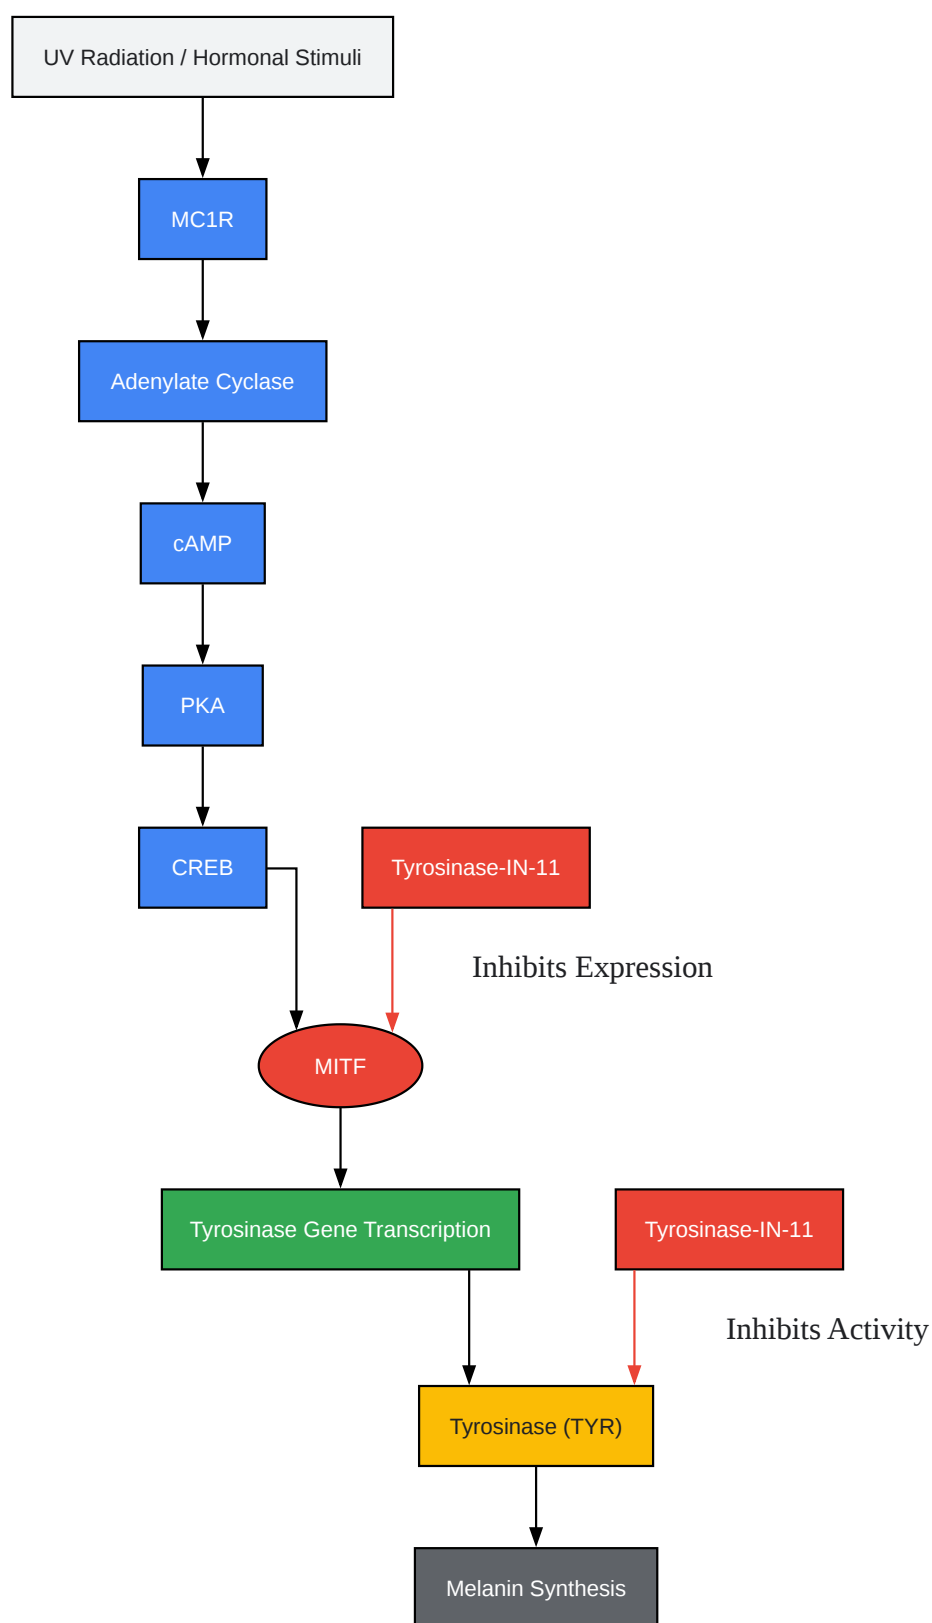 UV Radiation / Hormonal Stimuli
MC1R
Adenylate Cyclase
cAMP
PKA
CREB
Tyrosinase-IN-11
Inhibits Expression
MITF
Tyrosinase Gene Transcription
Tyrosinase-IN-11
Inhibits Activity
Tyrosinase (TYR)
Melanin Synthesis